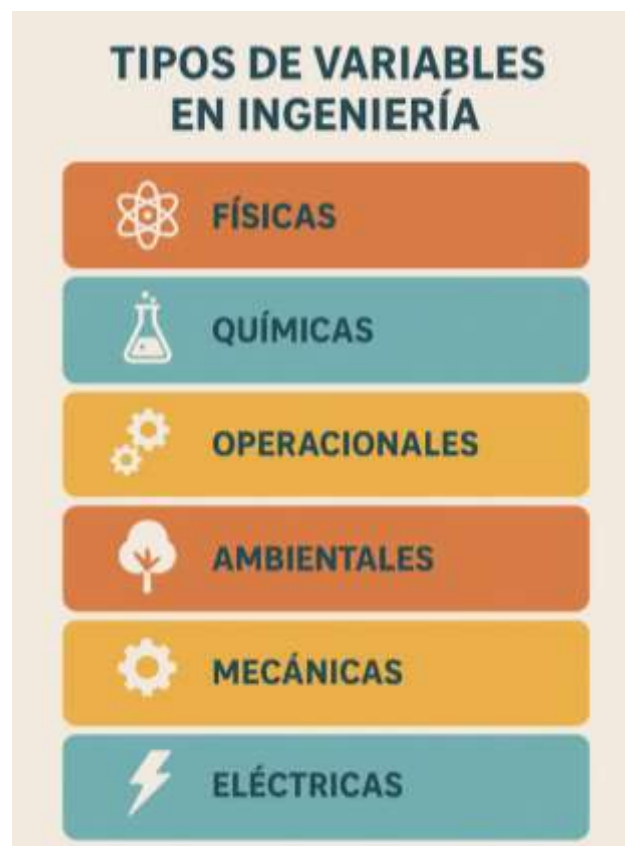 TIPOS DE VARIABLES
EN INGENIERÍA
FÍSICAS
QUÍMICAS
OPERACIONALES
AMBIENTALES
MECÁNICAS
ELÉCTRICAS